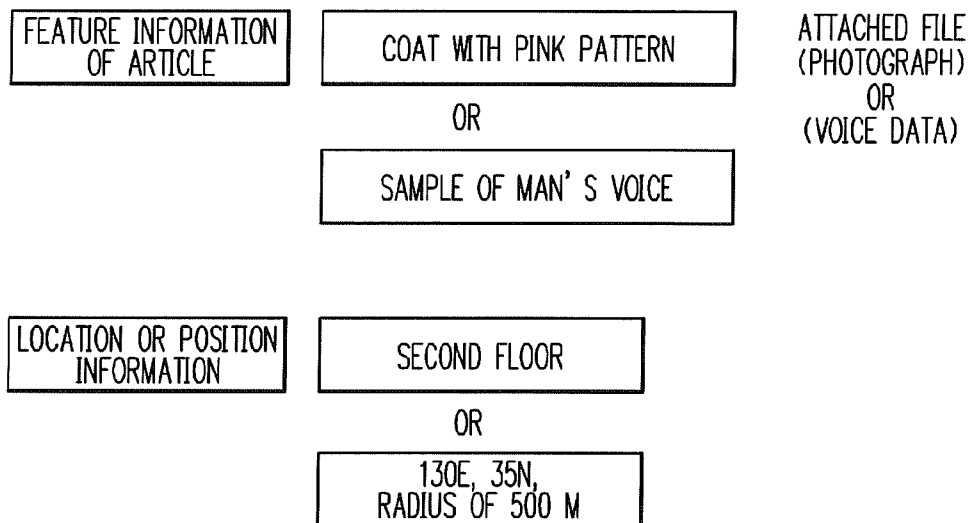 FEATURE INFORMATION
OF ARTICLE
COAT WITH PINK PATTERN
OR
SAMPLE OF MAN'S VOICE
ATTACHED FILE
(PHOTOGRAPH)
OR
(VOICE DATA)
LOCATION OR POSITION
INFORMATION
SECOND FLOOR
OR
130E, 35N,
RADIUS OF 500 M